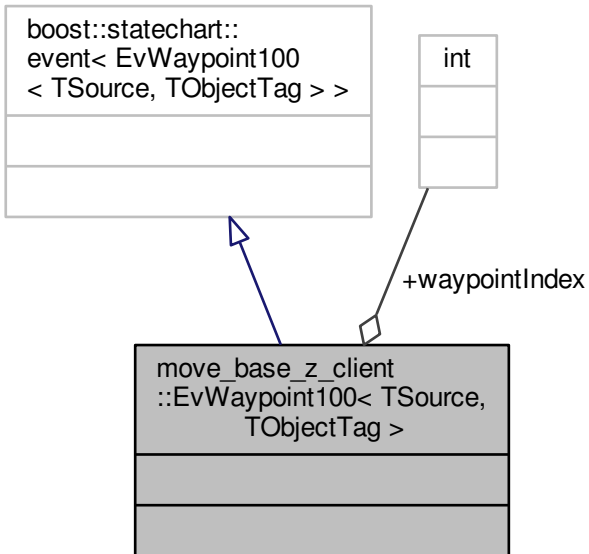 boost::statechart::
event< EvWaypoint100
< TSource, TObjectTag > >
int
+waypointIndex
move_base_z_client
::EvWaypoint100< TSource,
TObjectTag >